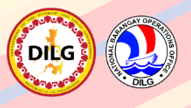 DILG
NATIONAL BARANGAY OPERATIONS OFFICE
DILG